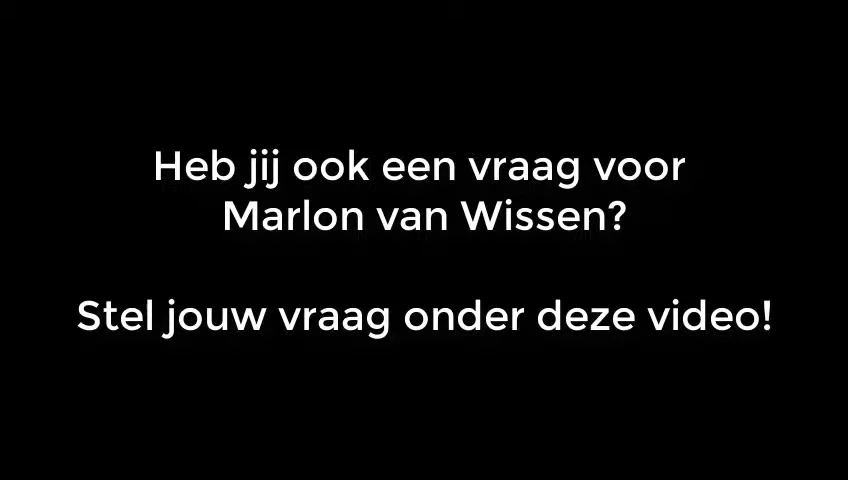 Heb jij ook een vraag voor
Marlon van Wissen?
Stel jouw vraag onder deze video!